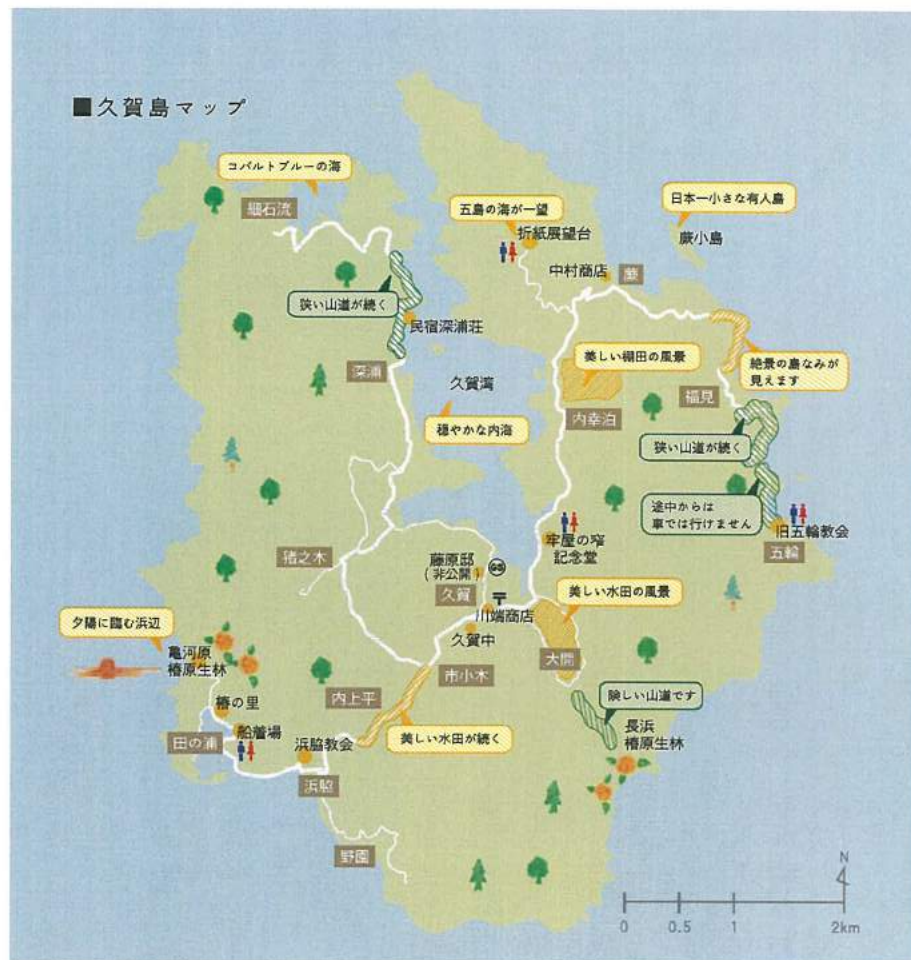 ■久賀島マップ
コバルトブルーの海
細石流
五島の海が一望
折紙展望台
日本一小さな有人島
蕨小島
中村商店
蕨
狭い山道が続く
民宿深浦荘
深浦
久賀湾
美しい棚田の風景
絶景の島なみが
見えます
福見
穏やかな内海
内幸泊
狭い山道が続く
途中からは
車では行けません
旧五輪教会
五輪
牢屋の窄
記念堂
猪之木
藤原邸
(非公開)
GS
久賀
〒
川端商店
美しい水田の風景
久賀中
夕陽に臨む浜辺
亀河原
椿原生林
市小木
大開
内上平
険しい山道です
椿の里
長浜
椿原生林
船着場
美しい水田が続く
田の浦
浜脇教会
浜脇
野園
N
0 0.5 1 2km